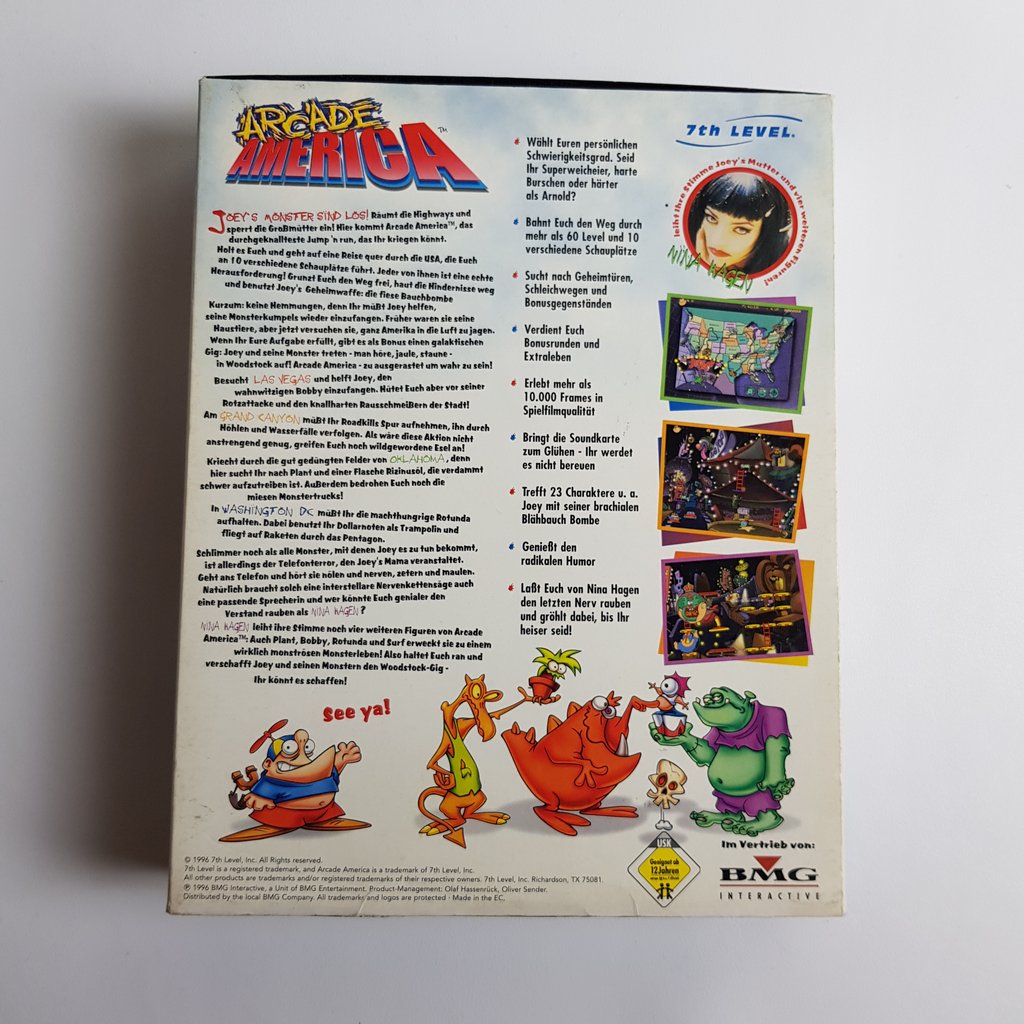 ARCADE
AMERICA™
JOEY'S MONSTER SIND LOS! Räumt die Highways und
sperrt die Großmütter ein! Hier kommt Arcade America™, das
durchgeknallteste Jump 'n run, das Ihr kriegen könnt.
Holt es Euch und geht auf eine Reise quer durch die USA, die Euch
an 10 verschiedene Schauplätze führt. Jeder von ihnen ist eine echte
Herausforderung! Grunzt Euch den Weg frei, haut die Hindernisse weg
und benutzt Joey's Geheimwaffe: die fiese Bauchbombe
Kurzum: keine Hemmungen, denn Ihr müßt Joey helfen,
seine Monsterkumpels wieder einzufangen. Früher waren sie seine
Haustiere, aber jetzt versuchen sie, ganz Amerika in die Luft zu jagen.
Wenn Ihr Eure Aufgabe erfüllt, gibt es als Bonus einen galaktischen
Gig: Joey und seine Monster treten - man höre, jaule, staune -
in Woodstock auf! Arcade America - zu ausgerastet um wahr zu sein!
Besucht LAS VEGAS und helft Joey, den
wahnwitzigen Bobby einzufangen. Hütet Euch aber vor seiner
Rotzattacke und den knallharten Rausschmeißern der Stadt!
Am GRAND CANYON müßt Ihr Roadkills Spur aufnehmen, ihn durch
Höhlen und Wasserfälle verfolgen. Als wäre diese Aktion nicht
anstrengend genug, greifen Euch noch wildgewordene Esel an!
Kriecht durch die gut gedüngten Felder von OKLAHOMA, denn
hier sucht Ihr nach Plant und einer Flasche Rizinusöl, die verdammt
schwer aufzutreiben ist. Außerdem bedrohen Euch noch die
miesen Monstertrucks!
In WASHINGTON DC müßt Ihr die machthungrige Rotunda
aufhalten. Dabei benutzt Ihr Dollarnoten als Trampolin und
fliegt auf Raketen durch das Pentagon.
Schlimmer noch als alle Monster, mit denen Joey es zu tun bekommt,
ist allerdings der Telefonterror, den Joey's Mama veranstaltet.
Geht ans Telefon und hört sie nölen und nerven, zetern und maulen.
Natürlich braucht solch eine interstellare Nervenkettensäge auch
eine passende Sprecherin und wer könnte Euch genialer den
Verstand rauben als NINA HAGEN?
NINA HAGEN leiht ihre Stimme noch vier weiteren Figuren von Arcade
America™: Auch Plant, Bobby, Rotunda und Surf erweckt sie zu einem
wirklich monströsen Monsterleben! Also haltet Euch ran und
verschafft Joey und seinen Monstern den Woodstock-Gig -
Ihr könnt es schaffen!
See ya!
Wählt Euren persönlichen
Schwierigkeitsgrad. Seid
Ihr Superweicheier, harte
Burschen oder härter
als Arnold?
Bahnt Euch den Weg durch
mehr als 60 Level und 10
verschiedene Schauplätze
Sucht nach Geheimtüren,
Schleichwegen und
Bonusgegenständen
Verdient Euch
Bonusrunden und
Extraleben
Erlebt mehr als
10.000 Frames in
Spielfilmqualität
Bringt die Soundkarte
zum Glühen - Ihr werdet
es nicht bereuen
Trefft 23 Charaktere u. a.
Joey mit seiner brachialen
Blähbauch Bombe
Genießt den
radikalen Humor
Laßt Euch von Nina Hagen
den letzten Nerv rauben
und gröhlt dabei, bis Ihr
heiser seid!
7th LEVEL®
leiht ihre Stimme Joey's Mutter und vier weiteren Figuren!
NINA HAGEN
USK
Geeignet ab
12 Jahren
Im Vertrieb von:
BMG
INTERACTIVE
© 1996 7th Level, Inc. All Rights reserved.
7th Level is a registered trademark, and Arcade America is a trademark of 7th Level, Inc.
All other products are trademarks and/or registered trademarks of their respective owners. 7th Level, Inc. Richardson, TX 75081.
℗ 1996 BMG Interactive, a Unit of BMG Entertainment. Product-Management: Olaf Hassenrück, Oliver Sender.
Distributed by the local BMG Company. All trademarks and logos are protected · Made in the EC.